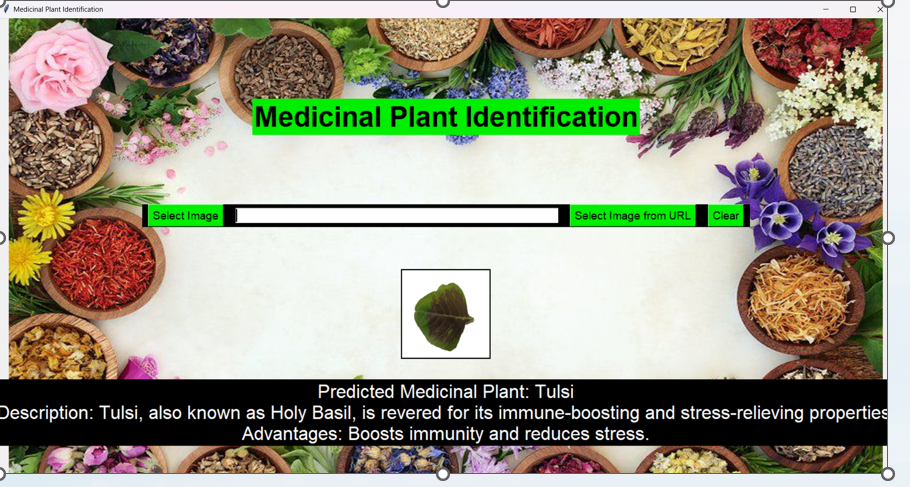 Medicinal Plant Identification
Medicinal Plant Identification
Select Image Select Image from URL Clear
Predicted Medicinal Plant: Tulsi
Description: Tulsi, also known as Holy Basil, is revered for its immune-boosting and stress-relieving properties
Advantages: Boosts immunity and reduces stress.